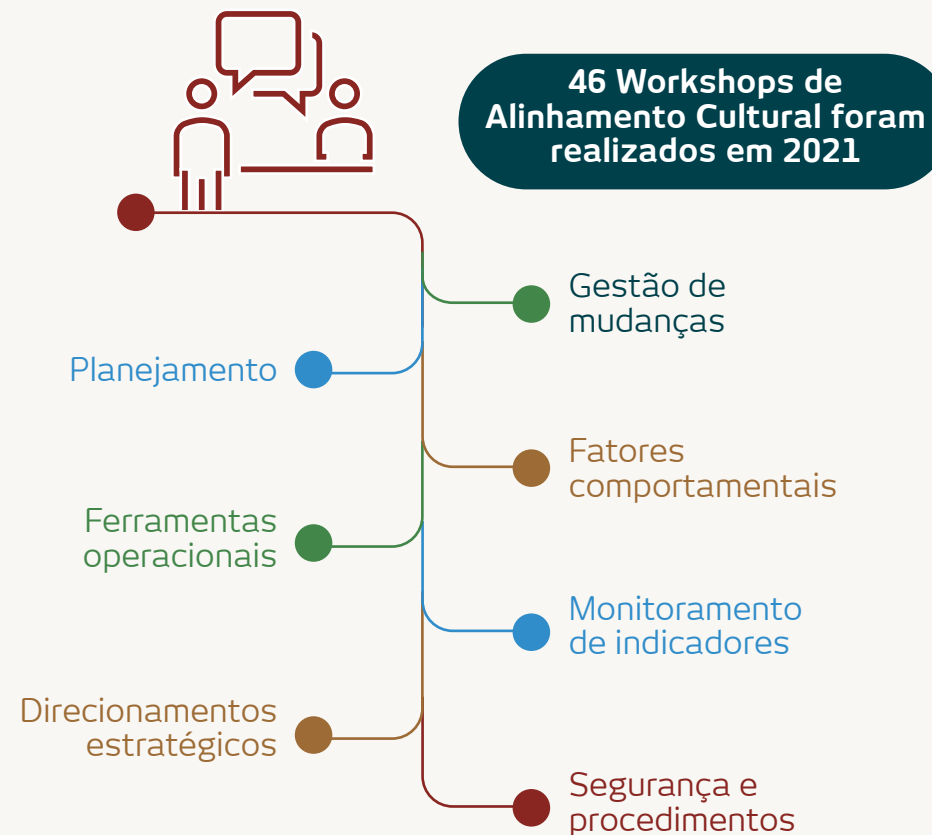 46 Workshops de
Alinhamento Cultural foram
realizados em 2021
Gestão de
mudanças
Planejamento
Fatores
comportamentais
Ferramentas
operacionais
Monitoramento
de indicadores
Direcionamentos
estratégicos
Segurança e
procedimentos